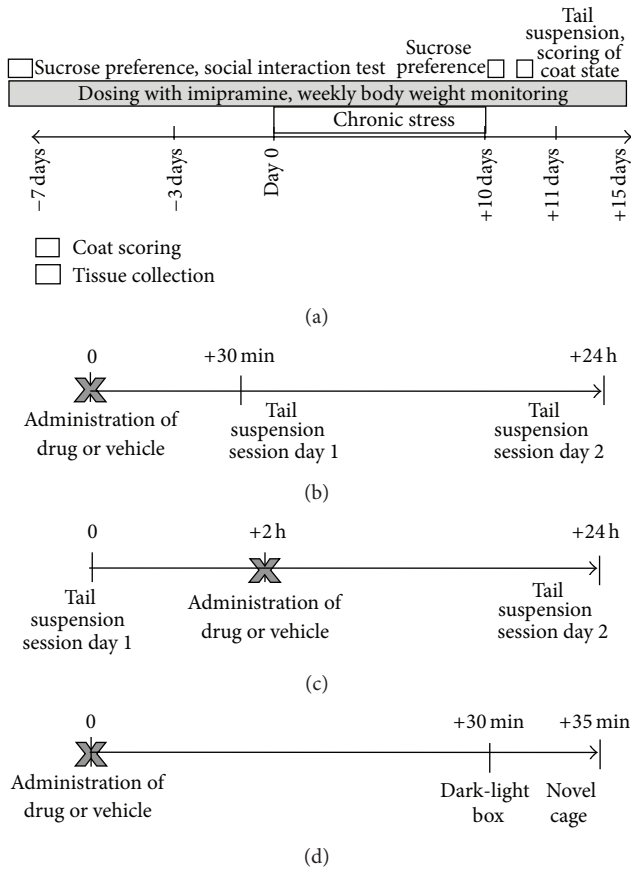 Tail
suspension,
scoring of
coat state
Sucrose
preference
Sucrose preference, social interaction test
Dosing with imipramine, weekly body weight monitoring
Chronic stress
−7 days
−3 days
Day 0
+10 days
+11 days
+15 days
Coat scoring
Tissue collection
(a)
0
+30 min
+24 h
Administration of
drug or vehicle
Tail
suspension
session day 1
Tail
suspension
session day 2
(b)
0
+2 h
+24 h
Tail
suspension
session day 1
Administration of
drug or vehicle
Tail
suspension
session day 2
(c)
0
+30 min
+35 min
Administration of
drug or vehicle
Dark-light
box
Novel
cage
(d)